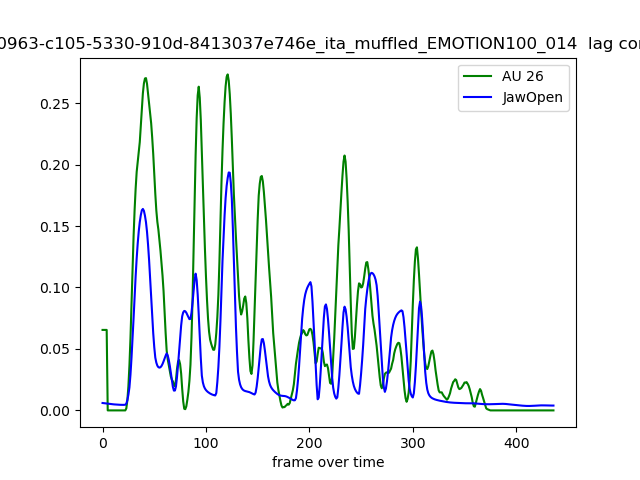 0963-c105-5330-910d-8413037e746e_ita_muffled_EMOTION100_014 lag
AU 26
JawOpen
0.25
0.20
0.15
0.10
0.05
0.00
0 100 200 300 400
frame over time